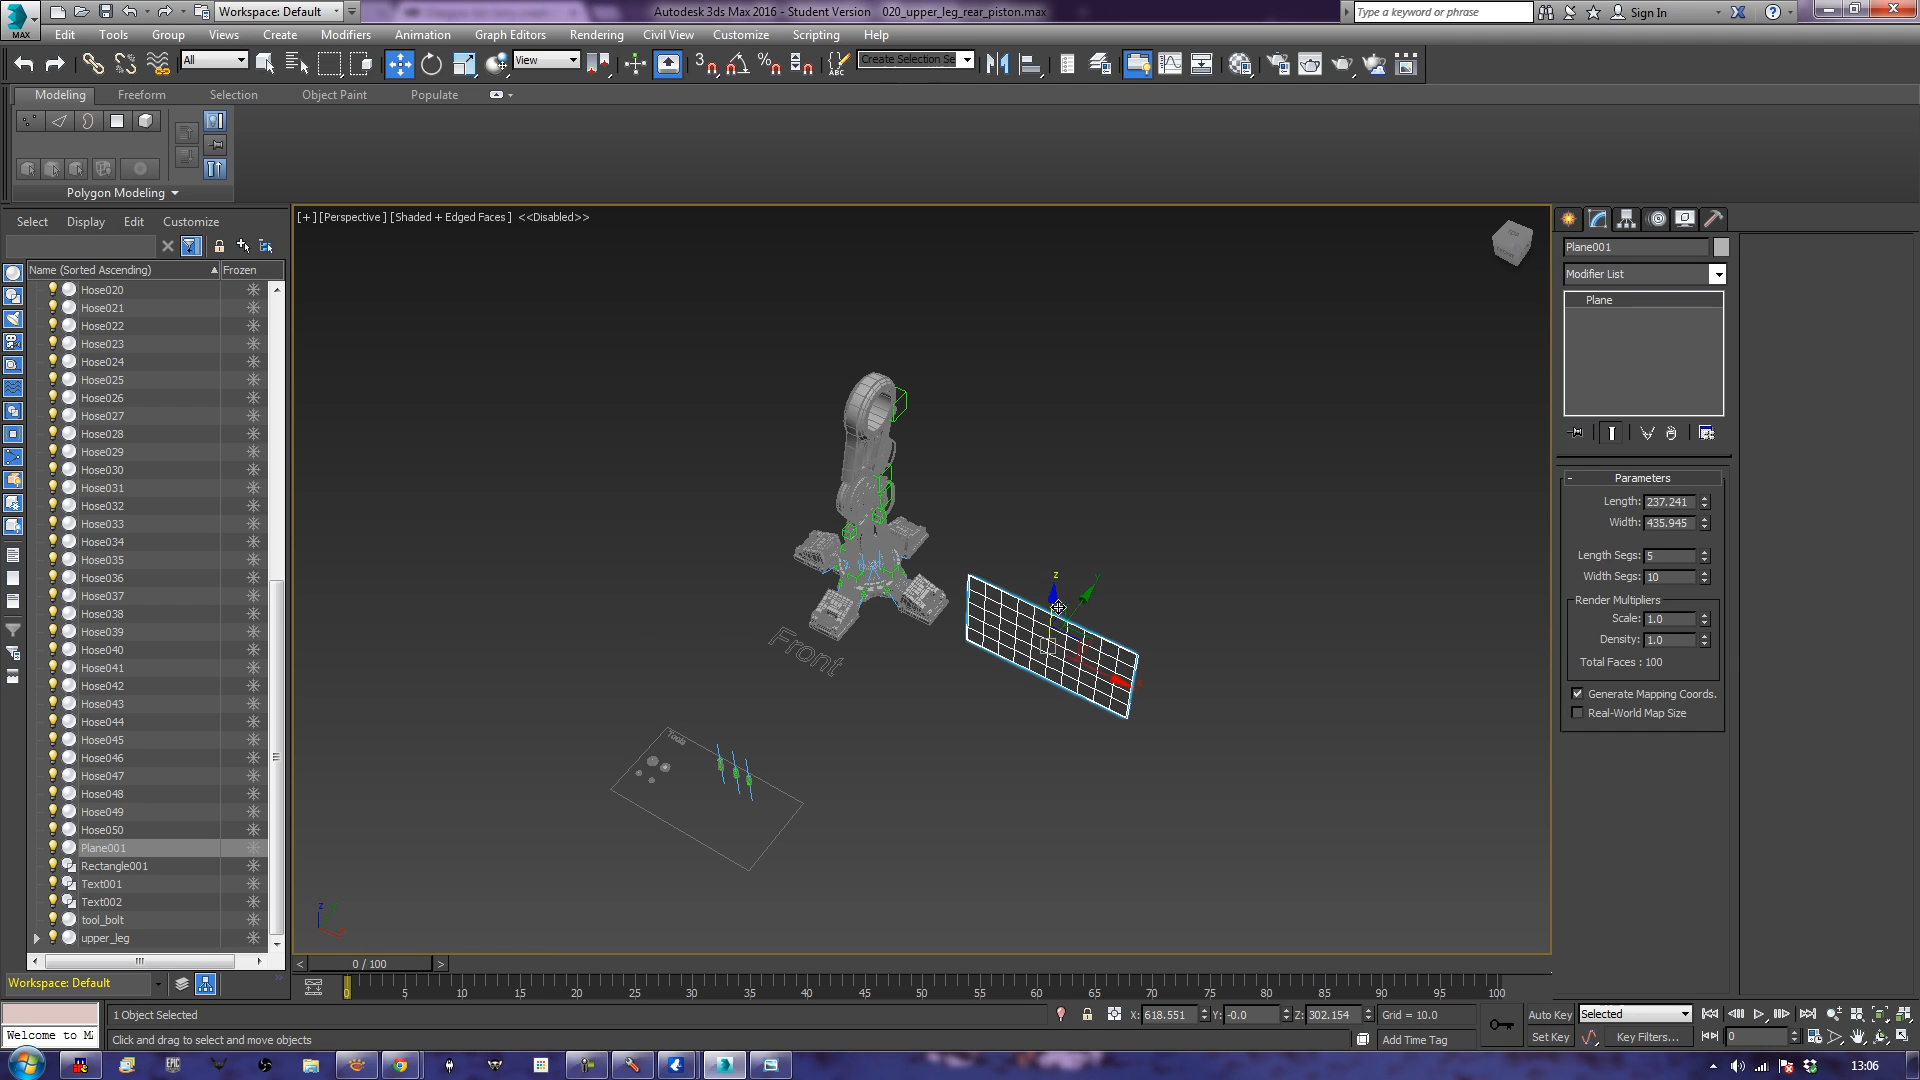 MAX
Workspace: Default
Autodesk 3ds Max 2016 - Student Version 020_upper_leg_rear_piston.max
Type a keyword or phrase
Sign In
Edit Tools Group Views Create Modifiers Animation Graph Editors Rendering Civil View Customize Scripting Help
All
View
3
ABC
Create Selection Se
Modeling Freeform Selection Object Paint Populate
Polygon Modeling
Select Display Edit Customize
Name (Sorted Ascending) Frozen
Hose020
Hose021
Hose022
Hose023
Hose024
Hose025
Hose026
Hose027
Hose028
Hose029
Hose030
Hose031
Hose032
Hose033
Hose034
Hose035
Hose036
Hose037
Hose038
Hose039
Hose040
Hose041
Hose042
Hose043
Hose044
Hose045
Hose046
Hose047
Hose048
Hose049
Hose050
Plane001
Rectangle001
Text001
Text002
tool_bolt
upper_leg
Workspace: Default
[+] [Perspective] [Shaded + Edged Faces] <<Disabled>>
z
Front
Tools
z
Plane001
Modifier List
Plane
Parameters
Length: 237.241
Width: 435.945
Length Segs: 5
Width Segs: 10
Render Multipliers
Scale: 1.0
Density: 1.0
Total Faces : 100
Generate Mapping Coords.
Real-World Map Size
< 0 / 100 >
0 5 10 15 20 25 30 35 40 45 50 55 60 65 70 75 80 85 90 95 100
1 Object Selected
X: 618.551 Y: -0.0 Z: 302.154 Grid = 10.0
Auto Key Selected
Welcome to M
Click and drag to select and move objects
Add Time Tag
Set Key Key Filters... 0
EPIC
13:06